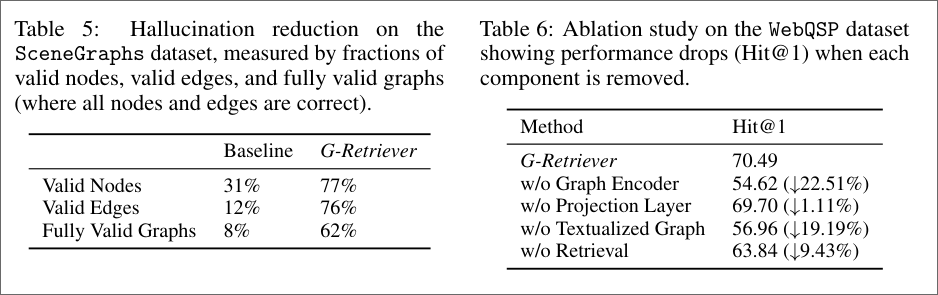 Table 5: Hallucination reduction on the
SceneGraphs dataset, measured by fractions of
valid nodes, valid edges, and fully valid graphs
(where all nodes and edges are correct).
Baseline G-Retriever
Valid Nodes 31% 77%
Valid Edges 12% 76%
Fully Valid Graphs 8% 62%
Table 6: Ablation study on the WebQSP dataset
showing performance drops (Hit@1) when each
component is removed.
Method Hit@1
G-Retriever 70.49
w/o Graph Encoder 54.62 (↓22.51%)
w/o Projection Layer 69.70 (↓1.11%)
w/o Textualized Graph 56.96 (↓19.19%)
w/o Retrieval 63.84 (↓9.43%)